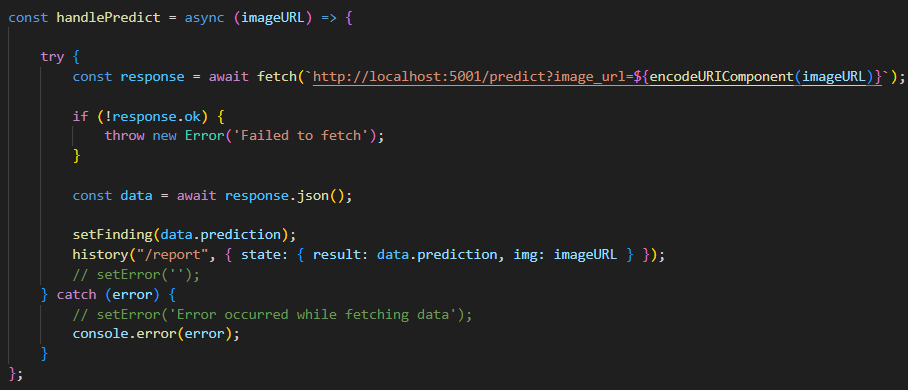 const handlePredict = async (imageURL) => {
try {
const response = await fetch(`http://localhost:5001/predict?image_url=${encodeURIComponent(imageURL)}`);
if (!response.ok) {
throw new Error('Failed to fetch');
}
const data = await response.json();
setFinding(data.prediction);
history("/report", { state: { result: data.prediction, img: imageURL } });
// setError('');
} catch (error) {
// setError('Error occurred while fetching data');
console.error(error);
}
};